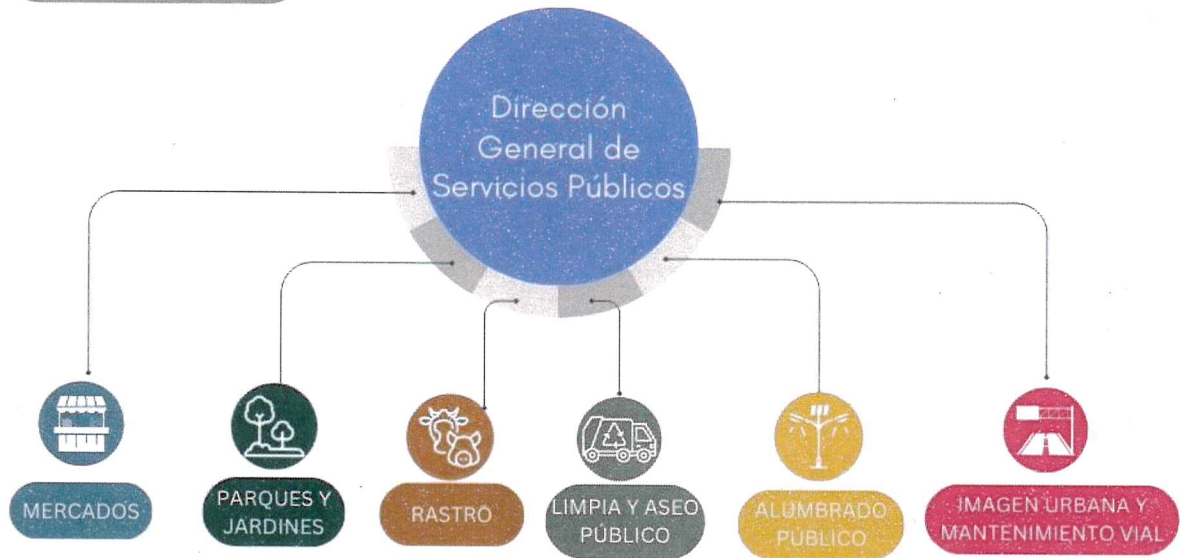 Dirección
General de
Servicios Públicos
MERCADOS
PARQUES Y
JARDINES
RASTRO
LIMPIA Y ASEO
PÚBLICO
ALUMBRADO
PÚBLICO
IMAGEN URBANA Y
MANTENIMIENTO VIAL